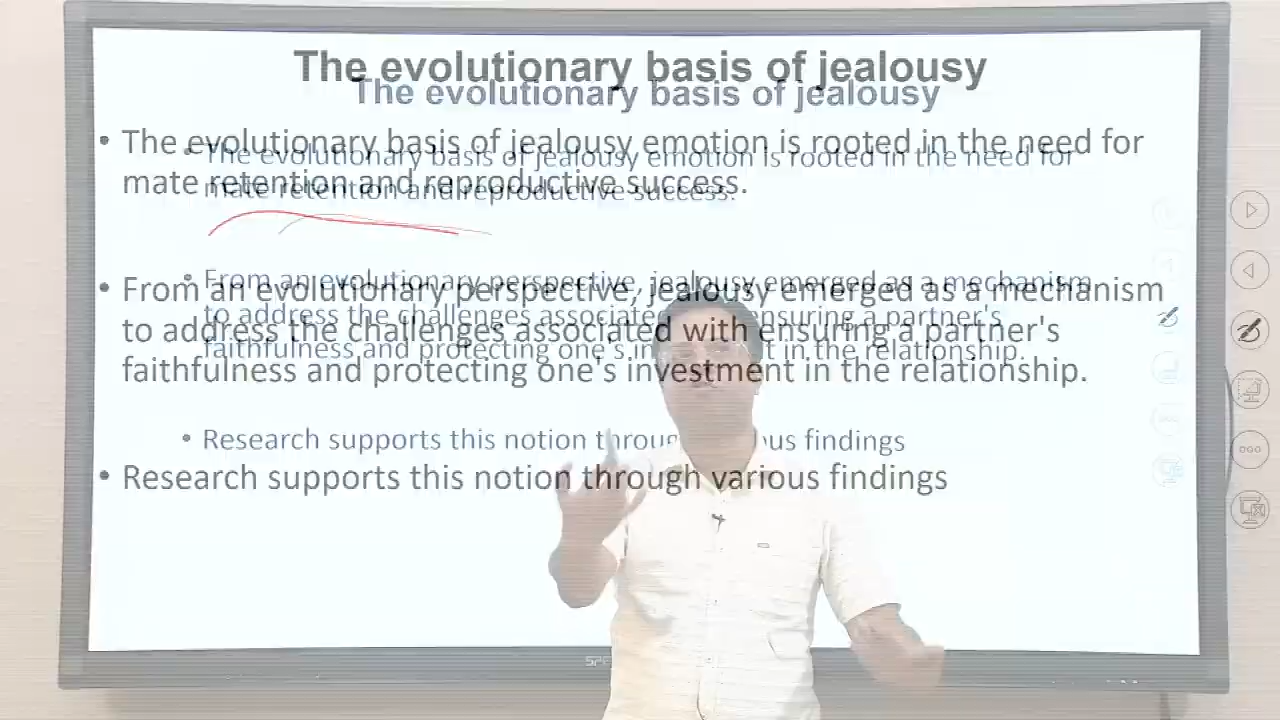 The evolutionary basis of jealousy
The evolutionary basis of jealousy
• The evolutionary basis of jealousy emotion is rooted in the need for
mate retention and reproductive success.
• The evolutionary basis of jealousy emotion is rooted in the need for
mate retention and reproductive success.
• From an evolutionary perspective, jealousy emerged as a mechanism
to address the challenges associated with ensuring a partner's
faithfulness and protecting one's investment in the relationship.
• From an evolutionary perspective, jealousy emerged as a mechanism
to address the challenges associated ensuring a partner's
faithfulness and protecting one's in the relationship.
• Research supports this notion findings
• Research supports this notion through various findings